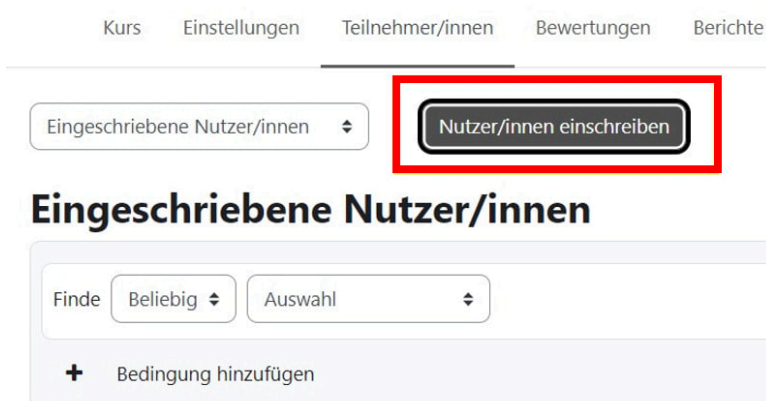 Kurs Einstellungen Teilnehmer/innen Bewertungen Berichte
Eingeschriebene Nutzer/innen Nutzer/innen einschreiben
Eingeschriebene Nutzer/innen
Finde Beliebig Auswahl
Bedingung hinzufügen